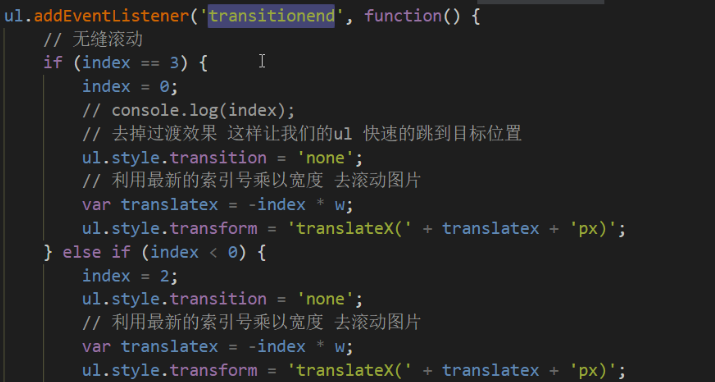 ul.addEventListener('transitionend', function() {
// 无缝滚动
if (index == 3) {
index = 0;
// console.log(index);
// 去掉过渡效果 这样让我们的ul 快速的跳到目标位置
ul.style.transition = 'none';
// 利用最新的索引号乘以宽度 去滚动图片
var translatex = -index * w;
ul.style.transform = 'translateX(' + translatex + 'px)';
} else if (index < 0) {
index = 2;
ul.style.transition = 'none';
// 利用最新的索引号乘以宽度 去滚动图片
var translatex = -index * w;
ul.style.transform = 'translateX(' + translatex + 'px)';